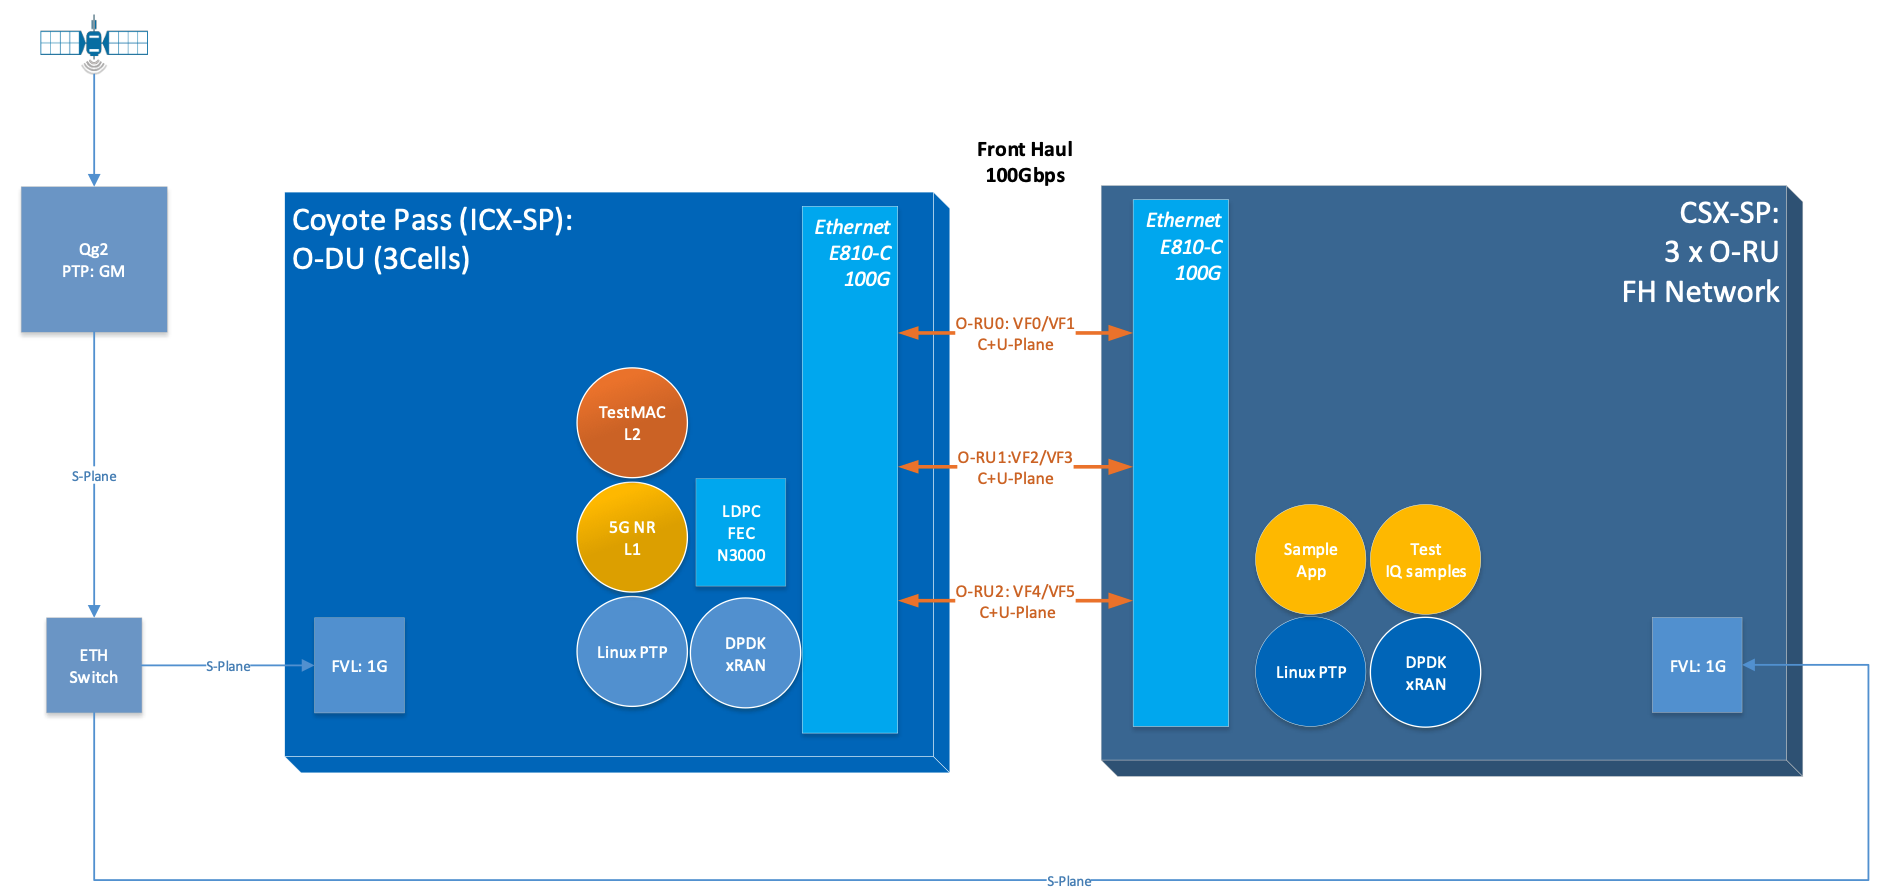 Front Haul
100Gbps
Qg2
PTP: GM
S-Plane
ETH
Switch
S-Plane
Coyote Pass (ICX-SP):
O-DU (3Cells)
Ethernet
E810-C
100G
TestMAC
L2
5G NR
L1
LDPC
FEC
N3000
Linux PTP
DPDK
xRAN
FVL: 1G
O-RU0: VF0/VF1
C+U-Plane
O-RU1:VF2/VF3
C+U-Plane
O-RU2: VF4/VF5
C+U-Plane
Ethernet
E810-C
100G
CSX-SP:
3 x O-RU
FH Network
Sample
App
Test
IQ samples
Linux PTP
DPDK
xRAN
FVL: 1G
S-Plane